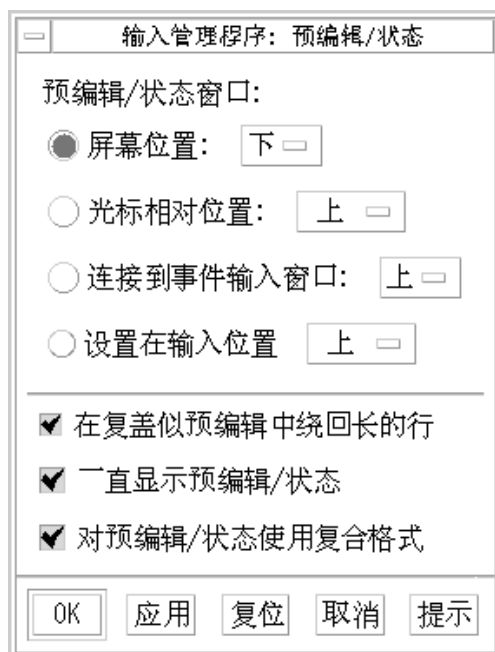 输入管理程序: 预编辑/状态
预编辑/状态窗口:
屏幕位置: 下
光标相对位置: 上
连接到事件输入窗口: 上
设置在输入位置 上
在复盖似预编辑中绕回长的行
一直显示预编辑/状态
对预编辑/状态使用复合格式
OK 应用 复位 取消 提示